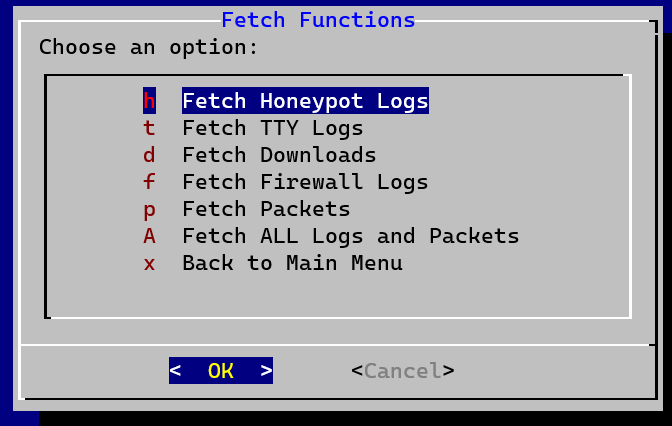 Fetch Functions
Choose an option:
h Fetch Honeypot Logs
t Fetch TTY Logs
d Fetch Downloads
f Fetch Firewall Logs
p Fetch Packets
A Fetch ALL Logs and Packets
x Back to Main Menu
< OK > <Cancel>